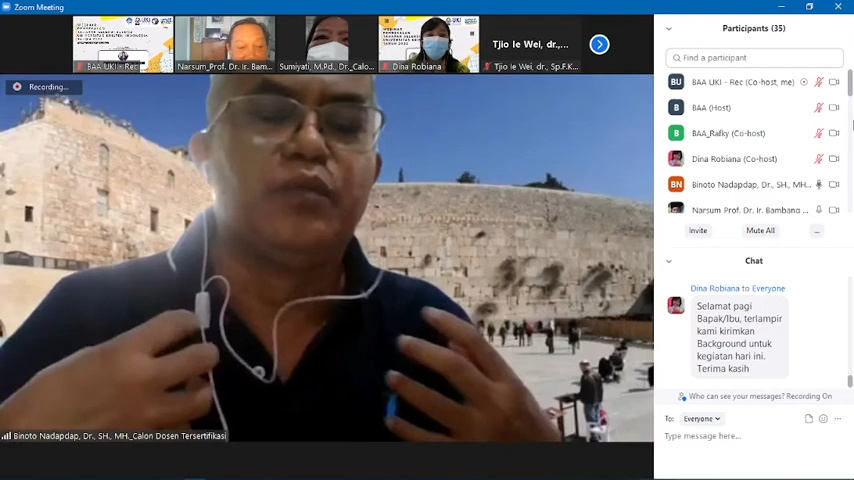 Zoom Meeting
BAA UKI - Rec
Narsum_Prof. Dr. Ir. Bam...
Sumiyati, M.Pd., Dr._Calo...
Dina Robiana
Tjio Ie Wei, dr.,...
Tjio Ie Wei, dr., Sp.F.K...
Recording...
Binoto Nadapdap, Dr., SH., MH._Calon Dosen Tersertifikasi
Participants (35)
Find a participant
BU BAA UKI - Rec (Co-host, me)
B BAA (Host)
B BAA_Rafky (Co-host)
Dina Robiana (Co-host)
BN Binoto Nadapdap, Dr., SH., MH...
Narsum Prof. Dr. Ir. Bambang ...
Invite
Mute All
...
Chat
Dina Robiana to Everyone
Selamat pagi
Bapak/Ibu, terlampir
kami kirimkan
Background untuk
kegiatan hari ini.
Terima kasih
Who can see your messages? Recording On
To: Everyone
Type message here...